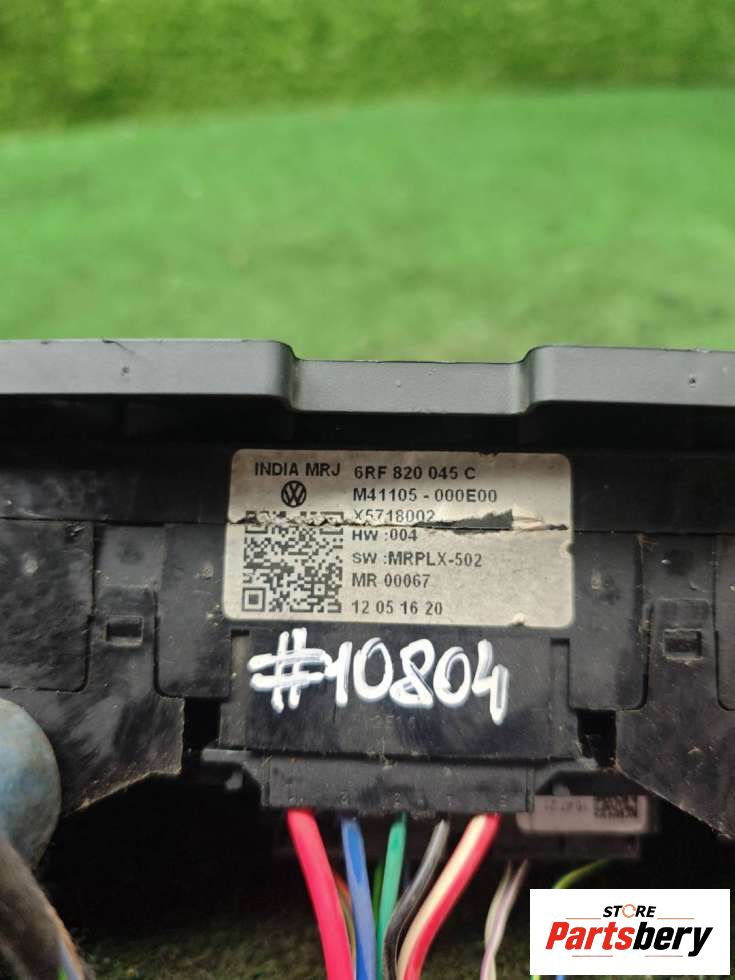 INDIA MRJ 6RF 820 045 C
M41105 - 000E00
X5718002
HW :004
SW :MRPLX-502
MR 00067
12 05 16 20
#10804
STORE
Partsbery